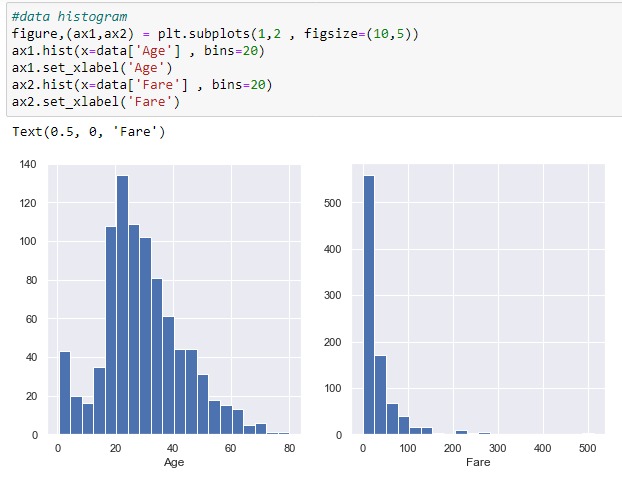 #data histogram
figure,(ax1,ax2) = plt.subplots(1,2 , figsize=(10,5))
ax1.hist(x=data['Age'] , bins=20)
ax1.set_xlabel('Age')
ax2.hist(x=data['Fare'] , bins=20)
ax2.set_xlabel('Fare')
Text(0.5, 0, 'Fare')
140
120
100
80
60
40
20
0
0 20 40 60 80
Age
500
400
300
200
100
0
0 100 200 300 400 500
Fare